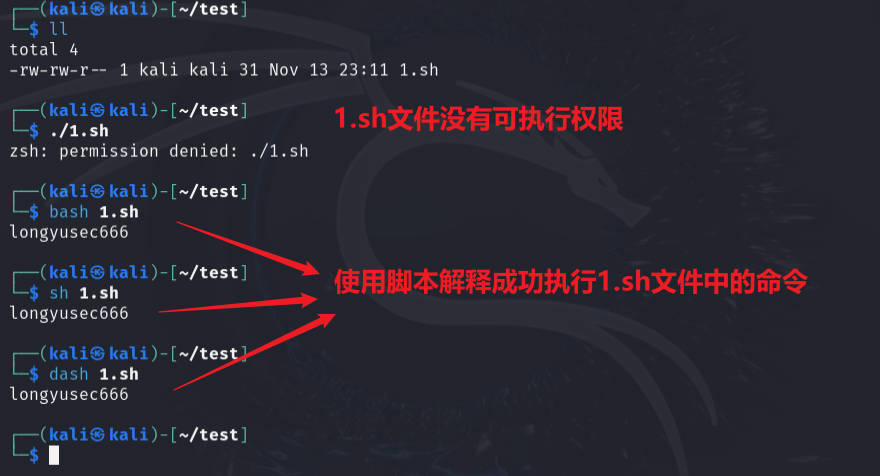 ┌──(kali㉿kali)-[~/test]
└─$ ll
total 4
-rw-rw-r-- 1 kali kali 31 Nov 13 23:11 1.sh
┌──(kali㉿kali)-[~/test]
└─$ ./1.sh
1.sh文件没有可执行权限
zsh: permission denied: ./1.sh
┌──(kali㉿kali)-[~/test]
└─$ bash 1.sh
longyusec666
┌──(kali㉿kali)-[~/test]
使用脚本解释成功执行1.sh文件中的命令
└─$ sh 1.sh
longyusec666
┌──(kali㉿kali)-[~/test]
└─$ dash 1.sh
longyusec666
┌──(kali㉿kali)-[~/test]
└─$